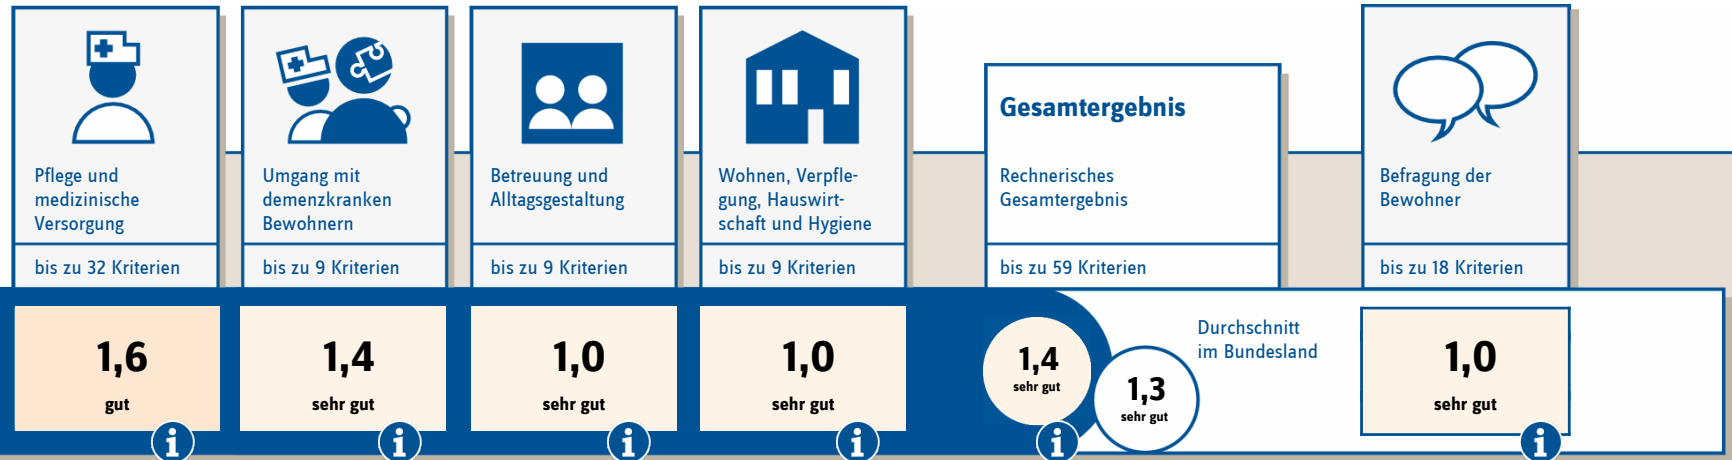 Pflege und
medizinische
Versorgung
bis zu 32 Kriterien
1,6
gut
i
Umgang mit
demenzkranken
Bewohnern
bis zu 9 Kriterien
1,4
sehr gut
i
Betreuung und
Alltagsgestaltung
bis zu 9 Kriterien
1,0
sehr gut
i
Wohnen, Verpfle-
gung, Hauswirt-
schaft und Hygiene
bis zu 9 Kriterien
1,0
sehr gut
i
Gesamtergebnis
Rechnerisches
Gesamtergebnis
bis zu 59 Kriterien
1,4
sehr gut
i
1,3
sehr gut
Durchschnitt
im Bundesland
Befragung der
Bewohner
bis zu 18 Kriterien
1,0
sehr gut
i